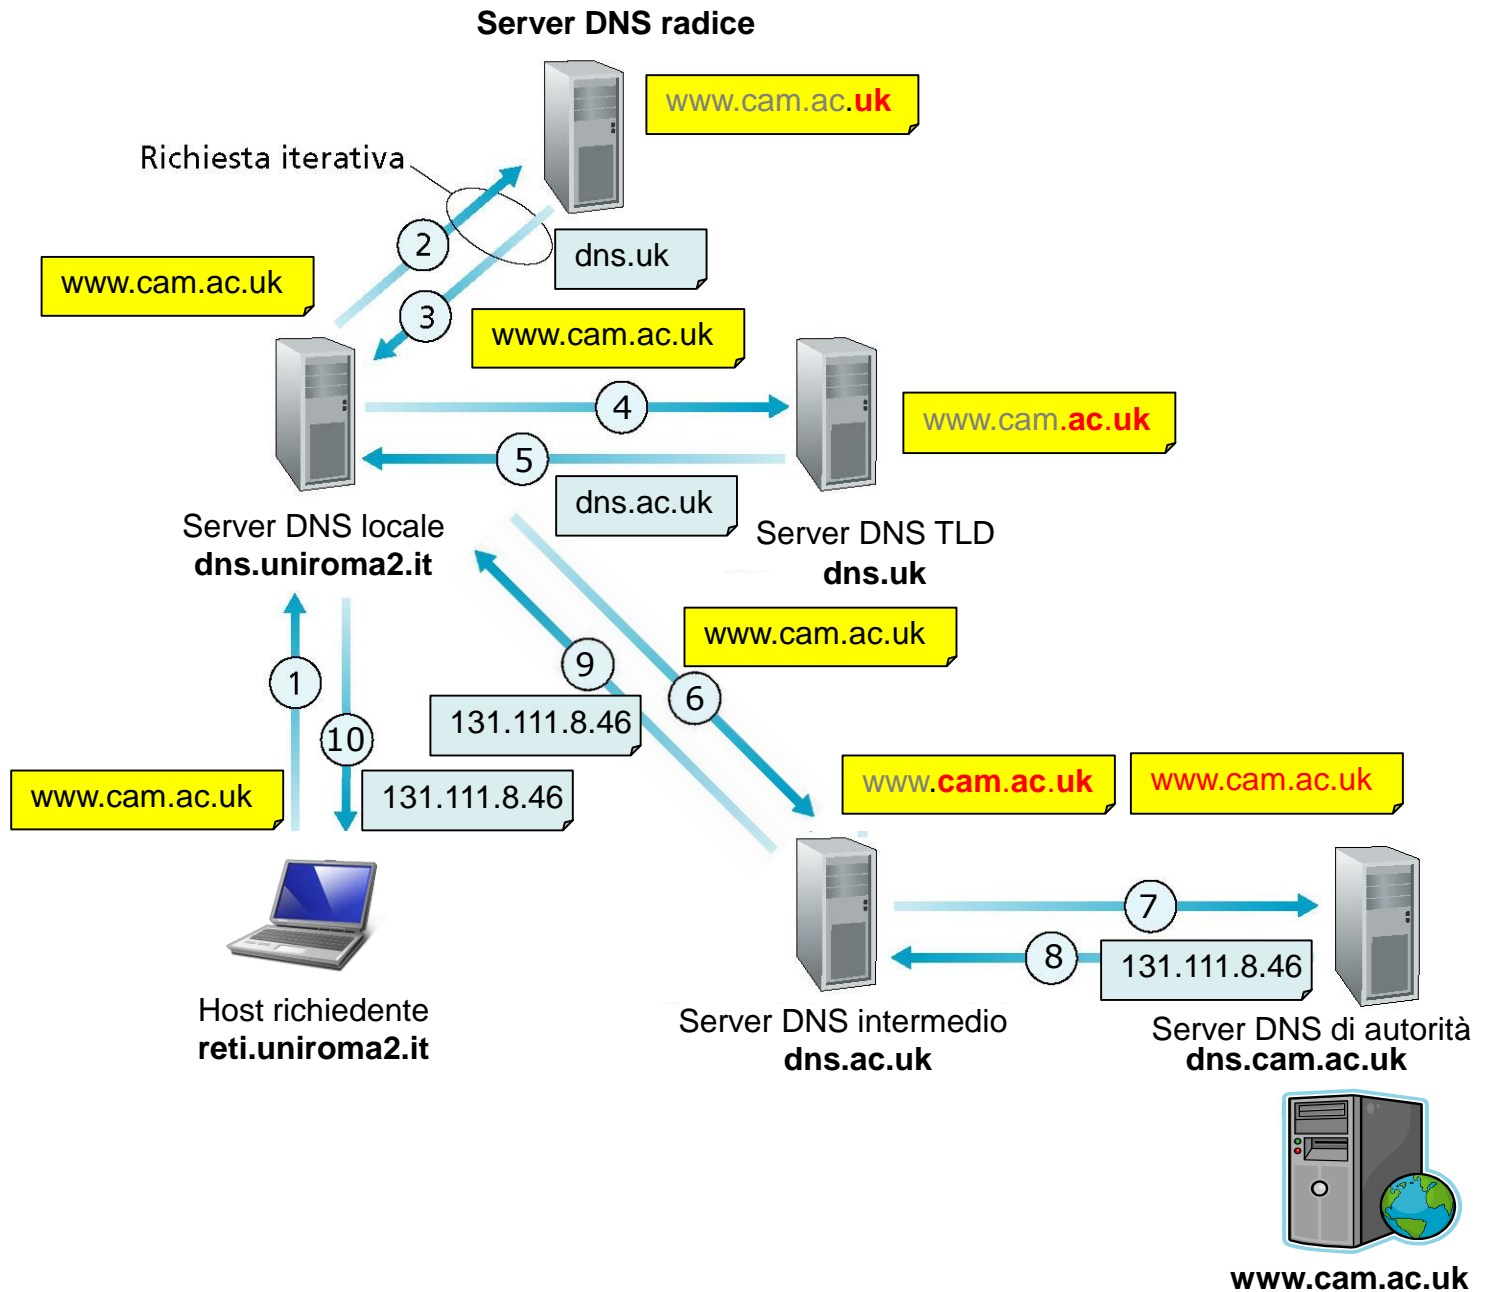 Server DNS radice
www.cam.ac.uk
Richiesta iterativa
2
dns.uk
www.cam.ac.uk
3
www.cam.ac.uk
4
www.cam.ac.uk
5
dns.ac.uk
Server DNS locale
dns.uniroma2.it
Server DNS TLD
dns.uk
www.cam.ac.uk
9
6
1
131.111.8.46
10
www.cam.ac.uk
131.111.8.46
www.cam.ac.uk
www.cam.ac.uk
7
8
131.111.8.46
Host richiedente
reti.uniroma2.it
Server DNS intermedio
dns.ac.uk
Server DNS di autorità
dns.cam.ac.uk
www.cam.ac.uk